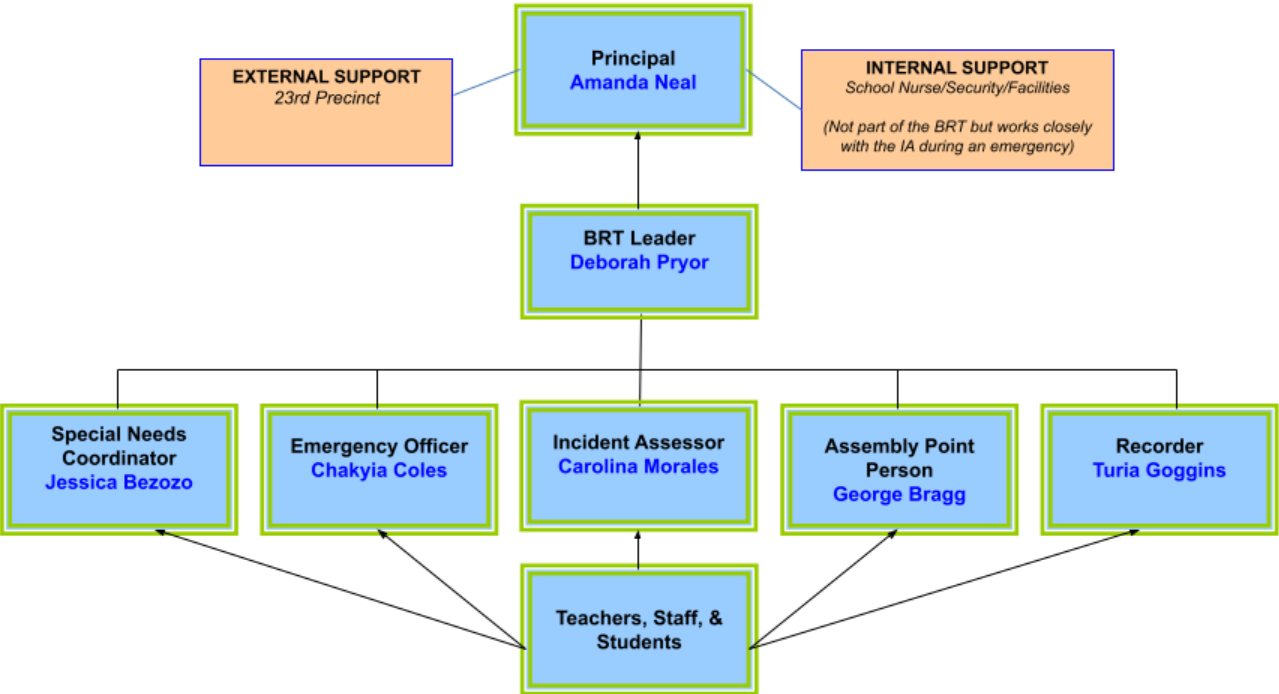 Principal
Amanda Neal
EXTERNAL SUPPORT
23rd Precinct
INTERNAL SUPPORT
School Nurse/Security/Facilities
(Not part of the BRT but works closely
with the IA during an emergency)
BRT Leader
Deborah Pryor
Special Needs
Coordinator
Jessica Bezozo
Emergency Officer
Chakyia Coles
Incident Assessor
Carolina Morales
Assembly Point
Person
George Bragg
Recorder
Turia Goggins
Teachers, Staff, &
Students